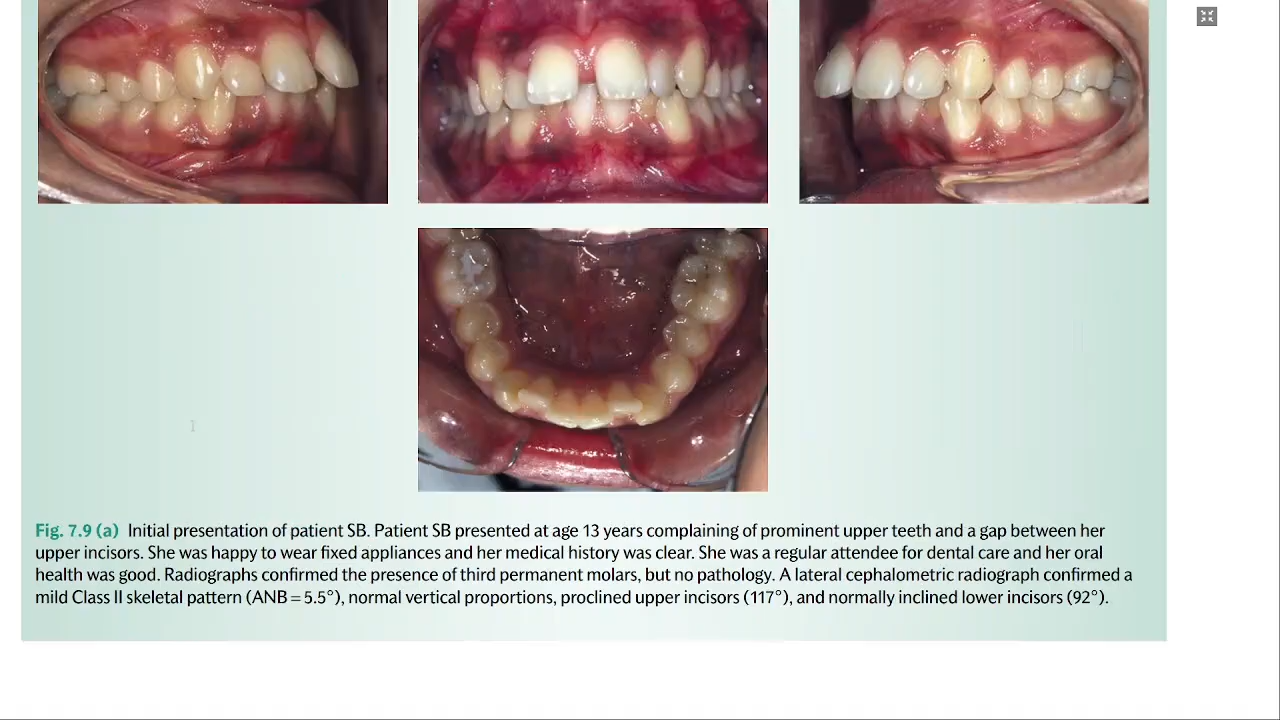 Fig. 7.9 (a) Initial presentation of patient SB. Patient SB presented at age 13 years complaining of prominent upper teeth and a gap between her
upper incisors. She was happy to wear fixed appliances and her medical history was clear. She was a regular attendee for dental care and her oral
health was good. Radiographs confirmed the presence of third permanent molars, but no pathology. A lateral cephalometric radiograph confirmed a
mild Class II skeletal pattern (ANB = 5.5°), normal vertical proportions, proclined upper incisors (117°), and normally inclined lower incisors (92°).